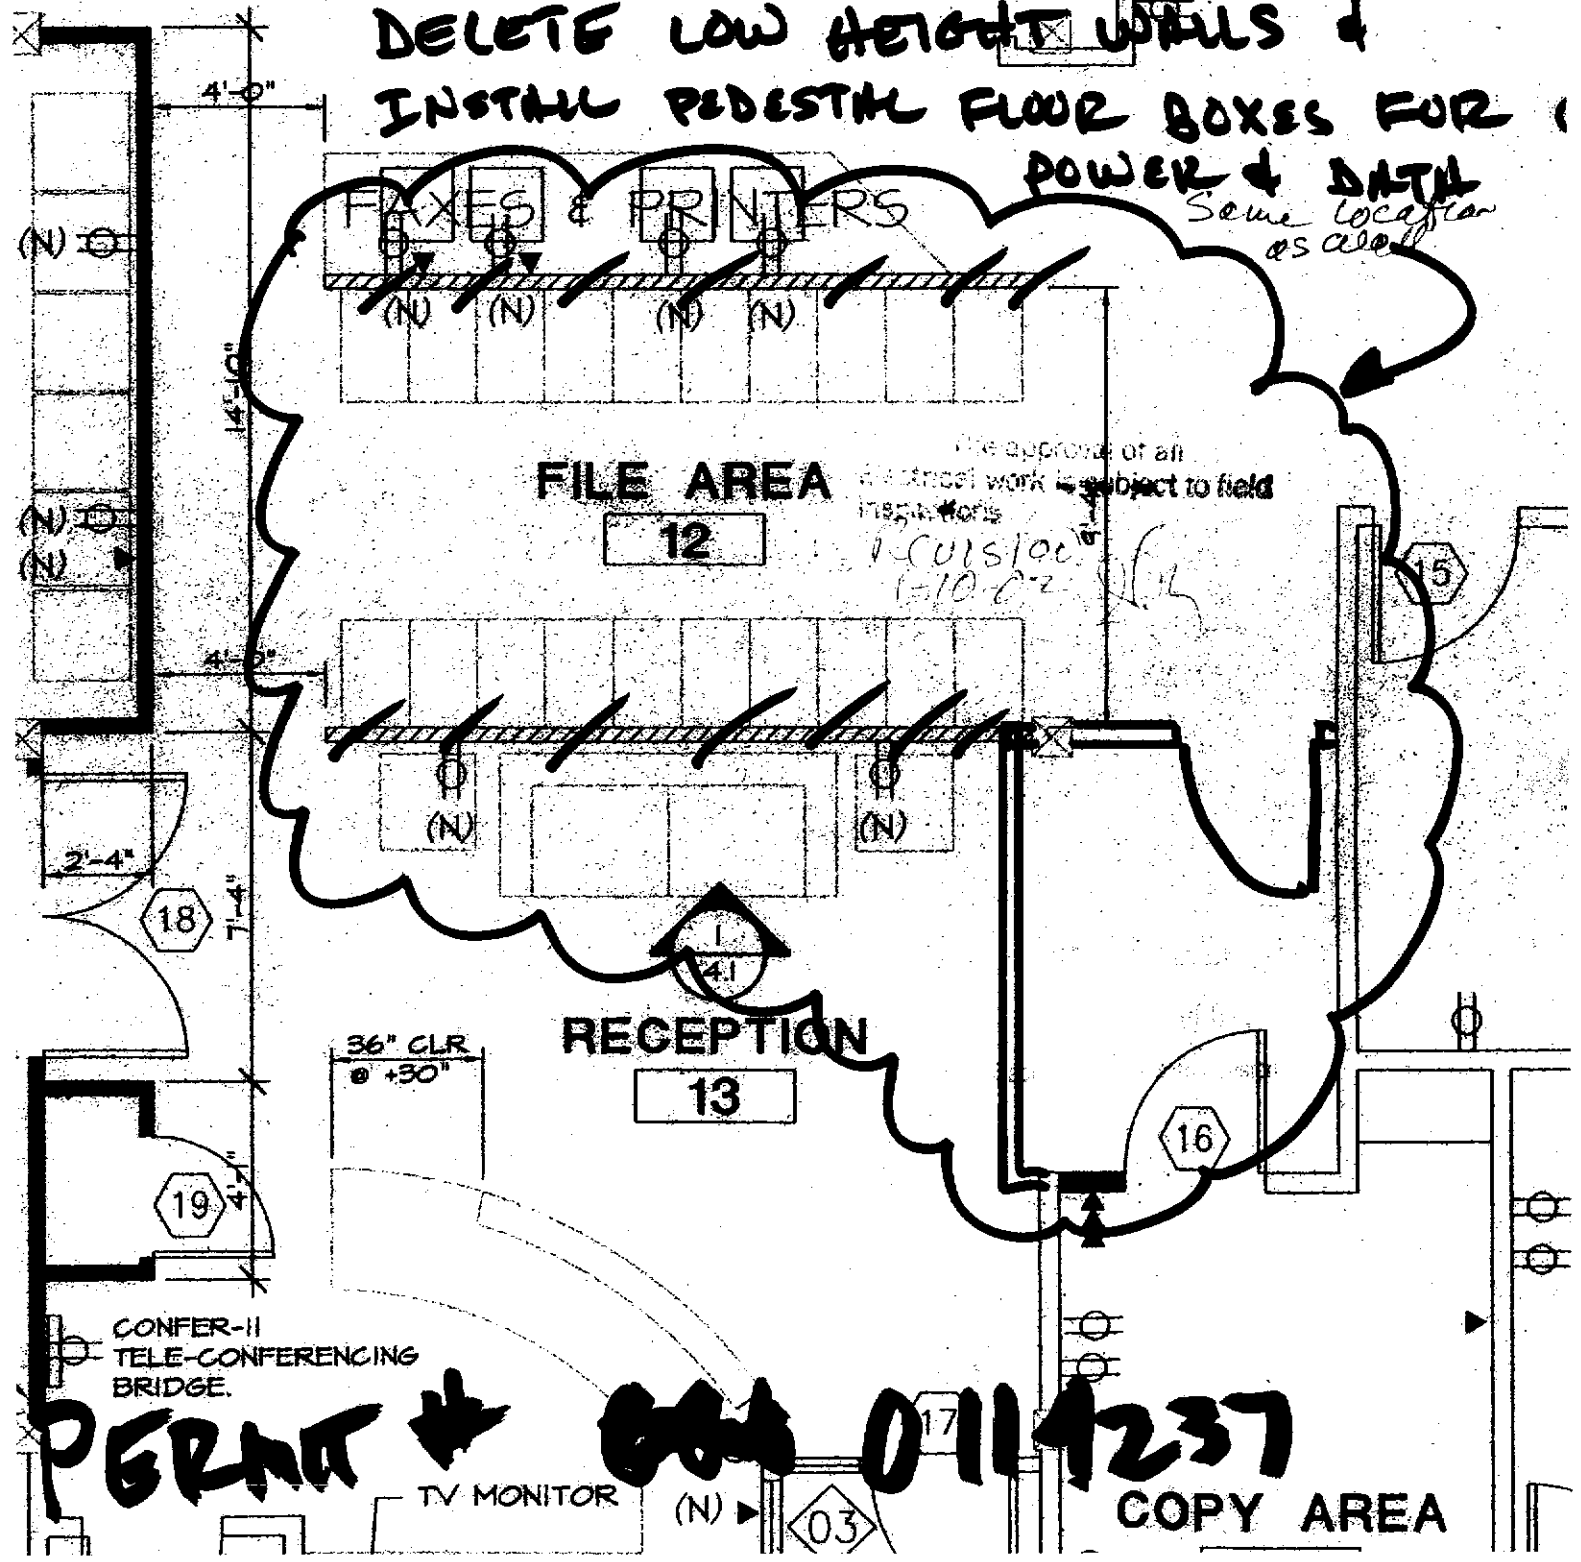 DELETE LOW HEIGHT WALLS &
INSTALL PEDESTAL FLOOR BOXES FOR
POWER & DATA
Same location
as
4'-0"
FAXES & PRINTERS
(N)
(N) (N) (N) (N)
14'-10"
FILE AREA
12
The approval of all
electrical work is subject to field
inspections
1-10-02
(N)
(N)
15
4'-0"
(N) (N)
2'-4"
18
7'-4"
1
4.1
RECEPTION
13
36" CLR
@ +30"
16
19
CONFER-II
TELE-CONFERENCING
BRIDGE.
17
PERMIT # 0114237
TV MONITOR
(N)
03
COPY AREA